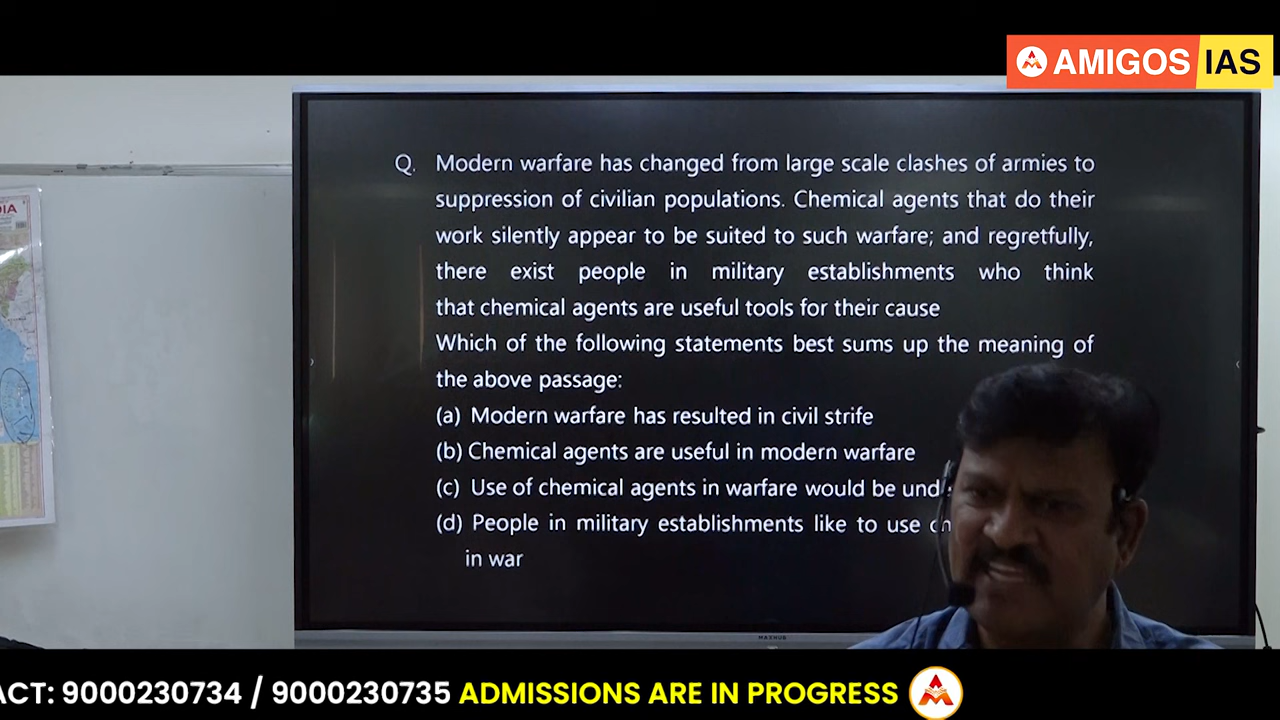 AMIGOS IAS
Q. Modern warfare has changed from large scale clashes of armies to
suppression of civilian populations. Chemical agents that do their
work silently appear to be suited to such warfare; and regretfully,
there exist people in military establishments who think
that chemical agents are useful tools for their cause
Which of the following statements best sums up the meaning of
the above passage:
(a) Modern warfare has resulted in civil strife
(b) Chemical agents are useful in modern warfare
(c) Use of chemical agents in warfare would be
(d) People in military establishments like to use
in war
MAXHUB
ACT: 9000230734 / 9000230735 ADMISSIONS ARE IN PROGRESS